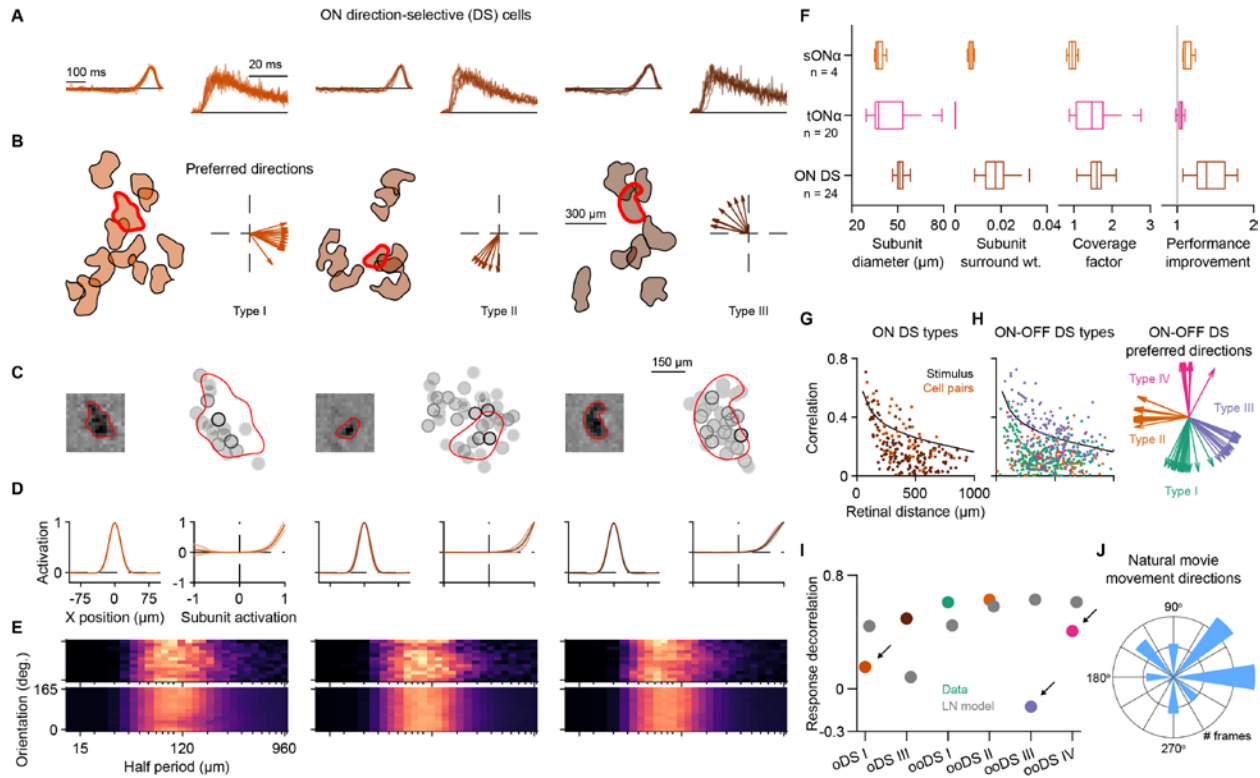 A
ON direction-selective (DS) cells
100 ms
20 ms
B
Preferred directions
300 µm
Type I
Type II
Type III
C
150 µm
D
Activation
1
0
1
0
-1
-75
0
75
-1
0
1
X position (µm)
Subunit activation
E
Orientation (deg.)
165
0
15
120
960
Half period (µm)
F
sONα
n = 4
tONα
n = 20
ON DS
n = 24
20
50
80
0
0.02
0.04
1
2
3
1
25
Subunit
diameter (µm)
Subunit
surround wt.
Coverage
factor
Performance
improvement
G
ON DS types
Stimulus
Cell pairs
Correlation
0.8
0.4
0
0
500
1000
Retinal distance (µm)
H
ON-OFF DS types
ON-OFF DS
preferred directions
Type IV
Type III
Type II
Type I
I
Response decorrelation
0.8
0
-0.3
Data
LN model
oDS I
oDS III
ooDS I
ooDS II
ooDS III
ooDS IV
J
Natural movie
movement directions
90°
180°
270°
# frames